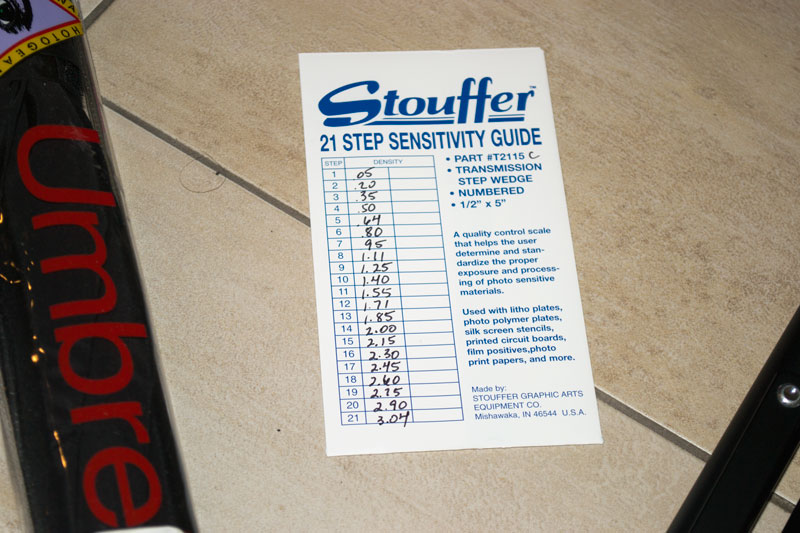 HOTOGEA
Umbre
Stouffer™
21 STEP SENSITIVITY GUIDE
STEP DENSITY
1 .05
2 .20
3 .35
4 .50
5 .64
6 .80
7 .95
8 1.11
9 1.25
10 1.40
11 1.55
12 1.71
13 1.85
14 2.00
15 2.15
16 2.30
17 2.45
18 2.60
19 2.75
20 2.90
21 3.04
• PART #T2115 C
• TRANSMISSION
STEP WEDGE
• NUMBERED
• 1/2" x 5"
A quality control scale
that helps the user
determine and stan-
dardize the proper
exposure and process-
ing of photo sensitive
materials.
Used with litho plates,
photo polymer plates,
silk screen stencils,
printed circuit boards,
film positives,photo
print papers, and more.
Made by:
STOUFFER GRAPHIC ARTS
EQUIPMENT CO.
Mishawaka, IN 46544 U.S.A.